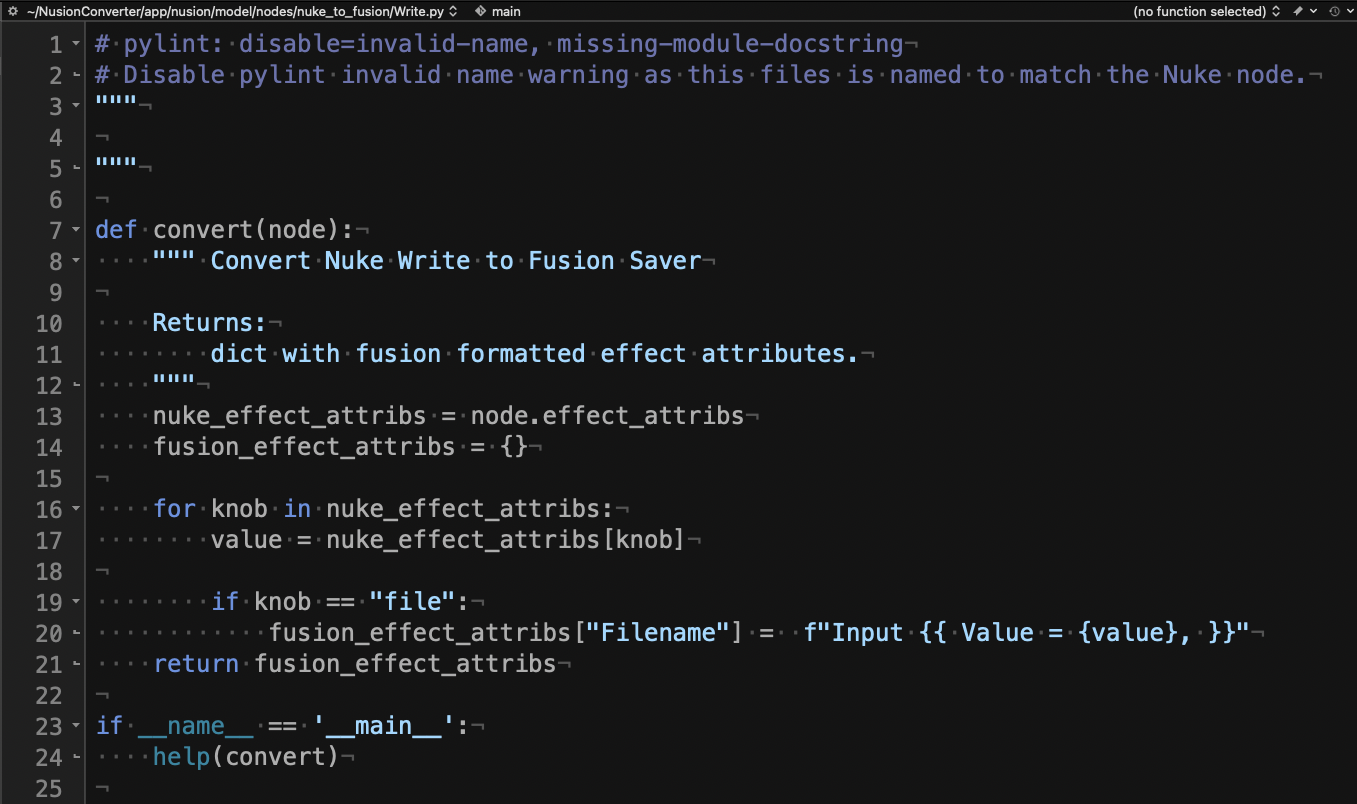 ~/NusionConverter/app/nusion/model/nodes/nuke_to_fusion/Write.py main (no function selected)
1 # pylint: disable=invalid-name, missing-module-docstring
2 # Disable pylint invalid name warning as this files is named to match the Nuke node.
3 """
4
5 """
6
7 def convert(node):
8     """ Convert Nuke Write to Fusion Saver
9
10     Returns:
11         dict with fusion formatted effect attributes.
12     """
13     nuke_effect_attribs = node.effect_attribs
14     fusion_effect_attribs = {}
15
16     for knob in nuke_effect_attribs:
17         value = nuke_effect_attribs[knob]
18
19         if knob == "file":
20             fusion_effect_attribs["Filename"] =  f"Input {{ Value = {value}, }}"
21     return fusion_effect_attribs
22
23 if __name__ == '__main__':
24     help(convert)
25